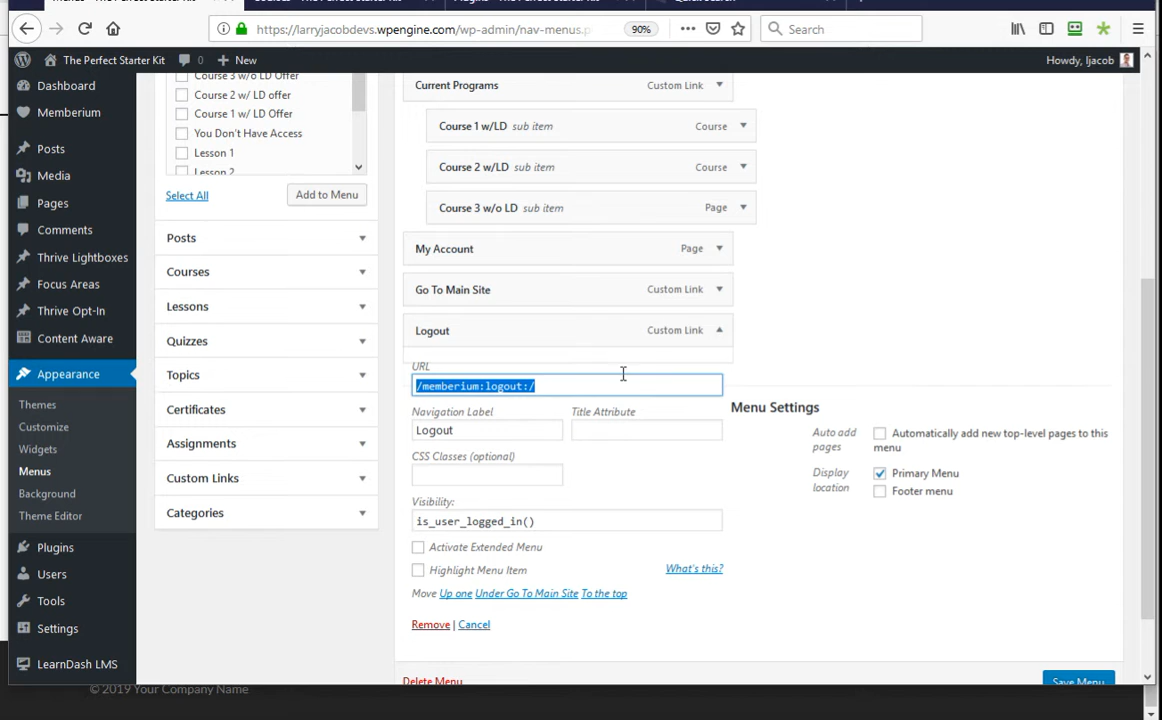 https://larryjacobdevs.wpengine.com/wp-admin/nav-menus.p
90%
Search
The Perfect Starter Kit
0
New
Howdy, ljacob
Dashboard
Memberium
Posts
Media
Pages
Comments
Thrive Lightboxes
Focus Areas
Thrive Opt-In
Content Aware
Appearance
Themes
Customize
Widgets
Menus
Background
Theme Editor
Plugins
Users
Tools
Settings
LearnDash LMS
Course 3 w/o LD Offer
Course 2 w/ LD offer
Course 1 w/ LD Offer
You Don't Have Access
Lesson 1
Lesson 2
Select All
Add to Menu
Posts
Courses
Lessons
Quizzes
Topics
Certificates
Assignments
Custom Links
Categories
Current Programs Custom Link
Course 1 w/LD sub item Course
Course 2 w/LD sub item Course
Course 3 w/o LD sub item Page
My Account Page
Go To Main Site Custom Link
Logout Custom Link
URL
/memberium:logout:/
Navigation Label Title Attribute
Logout
CSS Classes (optional)
Visibility:
is_user_logged_in()
Activate Extended Menu
Highlight Menu Item What's this?
Move Up one Under Go To Main Site To the top
Remove | Cancel
Menu Settings
Auto add pages
Automatically add new top-level pages to this
menu
Display
location
Primary Menu
Footer menu
Delete Menu
Save Menu
© 2019 Your Company Name